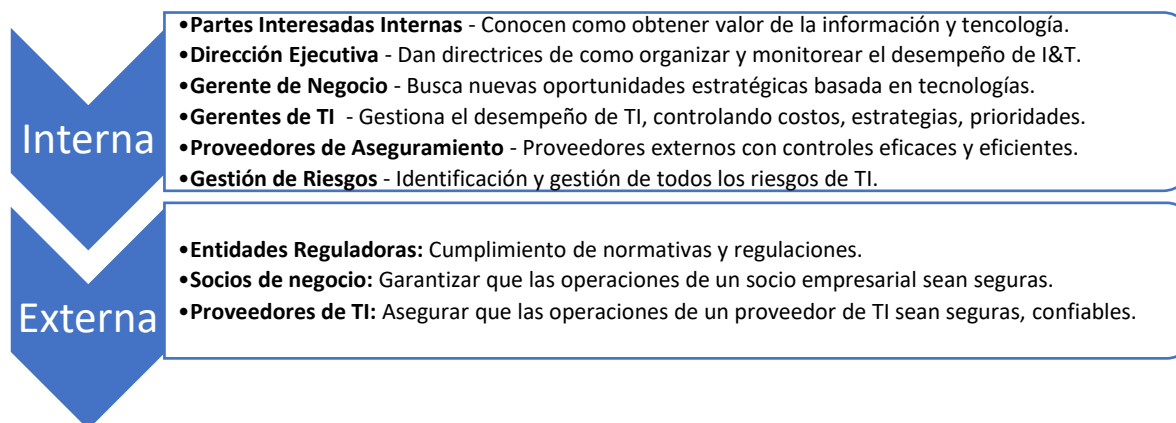 Interna
•Partes Interesadas Internas - Conocen como obtener valor de la información y tencología.
•Dirección Ejecutiva - Dan directrices de como organizar y monitorear el desempeño de I&T.
•Gerente de Negocio - Busca nuevas oportunidades estratégicas basada en tecnologías.
•Gerentes de TI - Gestiona el desempeño de TI, controlando costos, estrategias, prioridades.
•Proveedores de Aseguramiento - Proveedores externos con controles eficaces y eficientes.
•Gestión de Riesgos - Identificación y gestión de todos los riesgos de TI.
Externa
•Entidades Reguladoras: Cumplimiento de normativas y regulaciones.
•Socios de negocio: Garantizar que las operaciones de un socio empresarial sean seguras.
•Proveedores de TI: Asegurar que las operaciones de un proveedor de TI sean seguras, confiables.